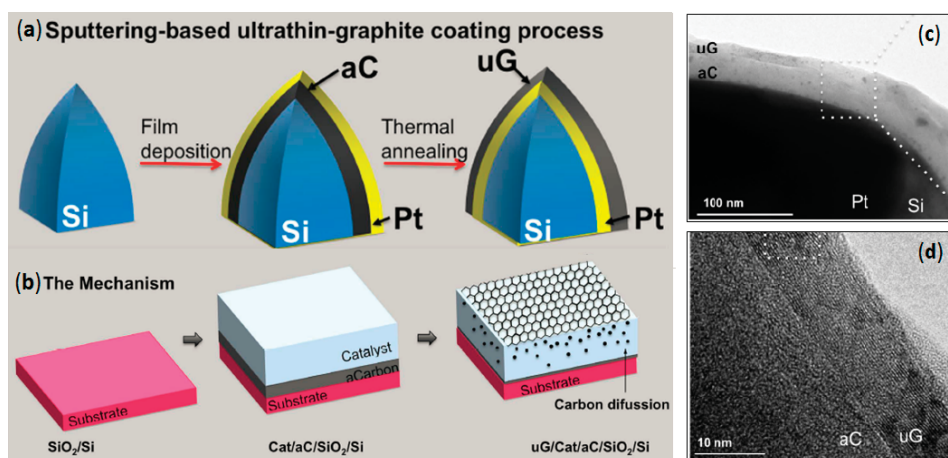 (a) Sputtering-based ultrathin-graphite coating process
Si
Film
deposition
aC
Si
Pt
Thermal
annealing
uG
Si
Pt
(b) The Mechanism
Substrate
SiO₂/Si
Catalyst
aCarbon
Substrate
Cat/aC/SiO₂/Si
Substrate
Carbon difussion
uG/Cat/aC/SiO₂/Si
(c)
uG
aC
Pt
Si
100 nm
(d)
10 nm
aC
uG